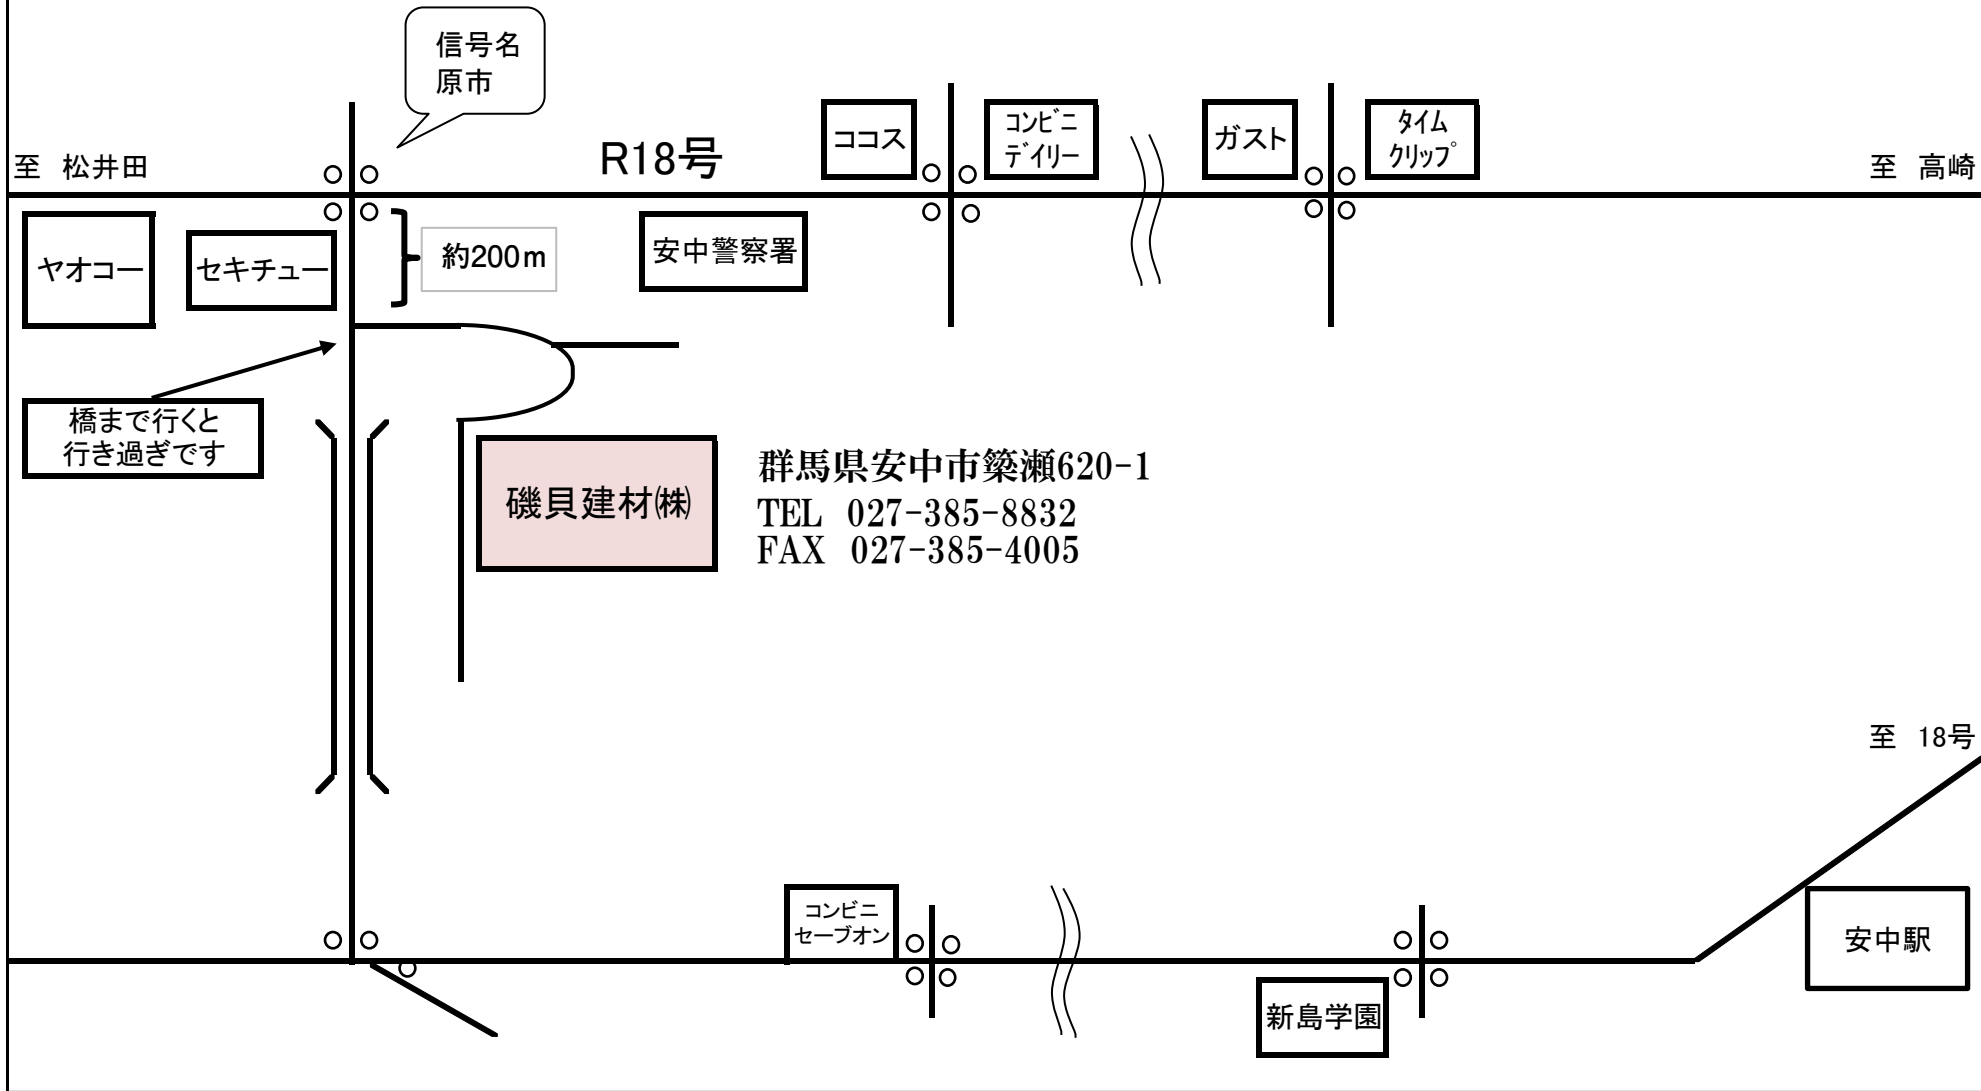 信号名
原市
至 松井田
R18号
ココス
コンビニ
デイリー
ガスト
タイム
クリップ
至 高崎
ヤオコー
セキチュー
約200m
安中警察署
橋まで行くと
行き過ぎです
磯貝建材㈱
群馬県安中市簗瀬620-1
TEL 027-385-8832
FAX 027-385-4005
至 18号
コンビニ
セーブオン
新島学園
安中駅